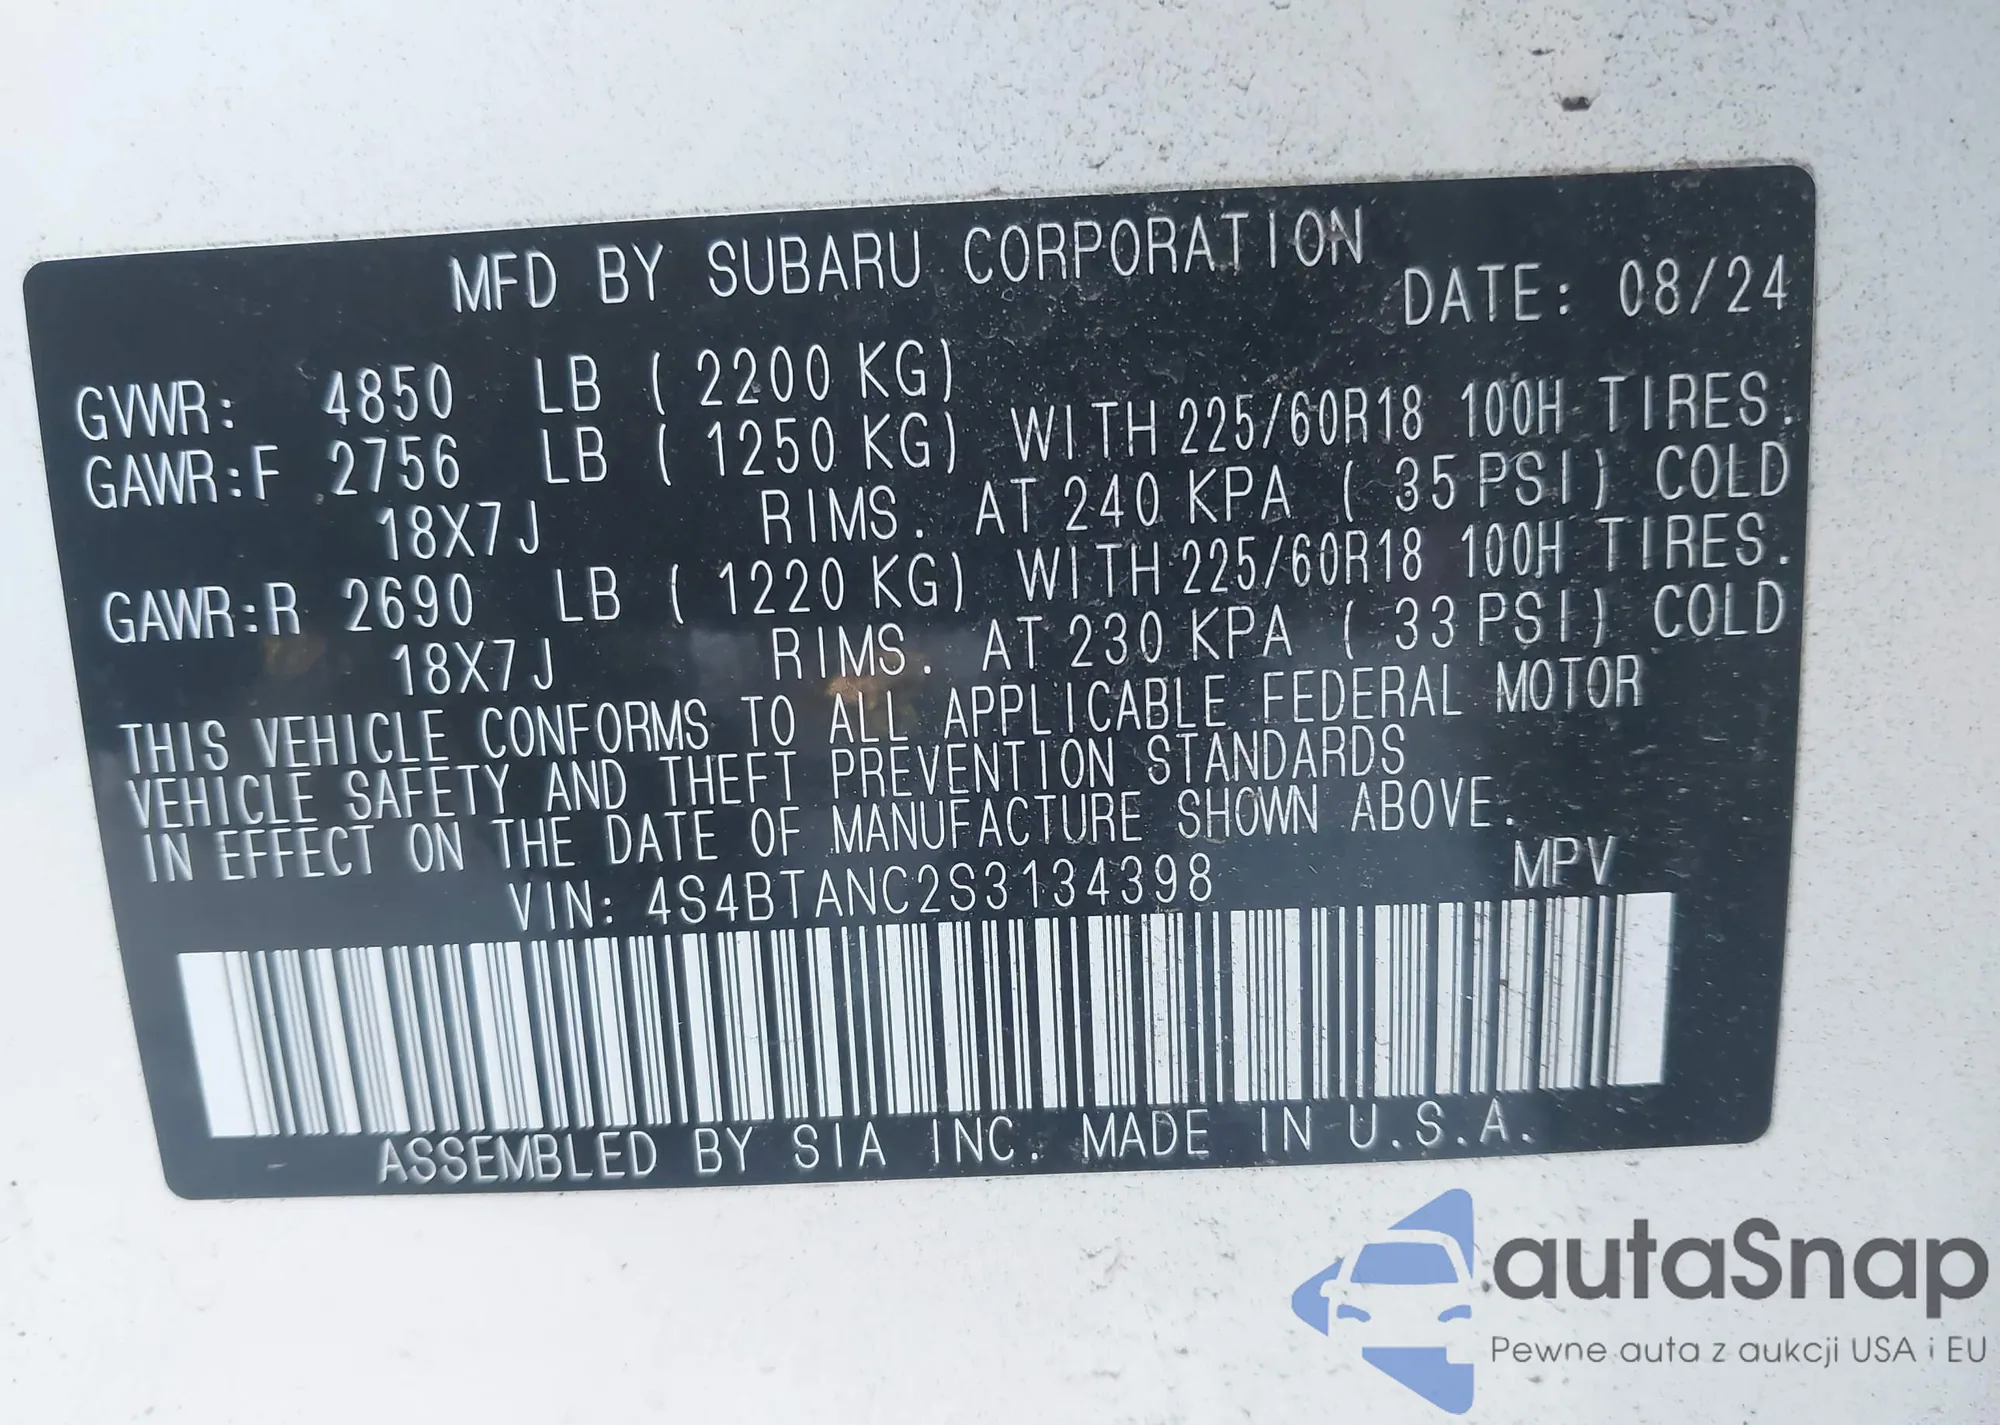 MFD BY SUBARU CORPORATION
DATE: 08/24
GVWR: 4850 LB ( 2200 KG)
GAWR:F 2756 LB ( 1250 KG) WITH 225/60R18 100H TIRES.
18X7J RIMS. AT 240 KPA ( 35 PSI) COLD
GAWR:R 2690 LB ( 1220 KG) WITH 225/60R18 100H TIRES.
18X7J RIMS. AT 230 KPA ( 33 PSI) COLD
THIS VEHICLE CONFORMS TO ALL APPLICABLE FEDERAL MOTOR
VEHICLE SAFETY AND THEFT PREVENTION STANDARDS
IN EFFECT ON THE DATE OF MANUFACTURE SHOWN ABOVE.
VIN: 4S4BTANC2S3134398 MPV
ASSEMBLED BY SIA INC. MADE IN U.S.A.
autaSnap
Pewne auta z aukcji USA i EU